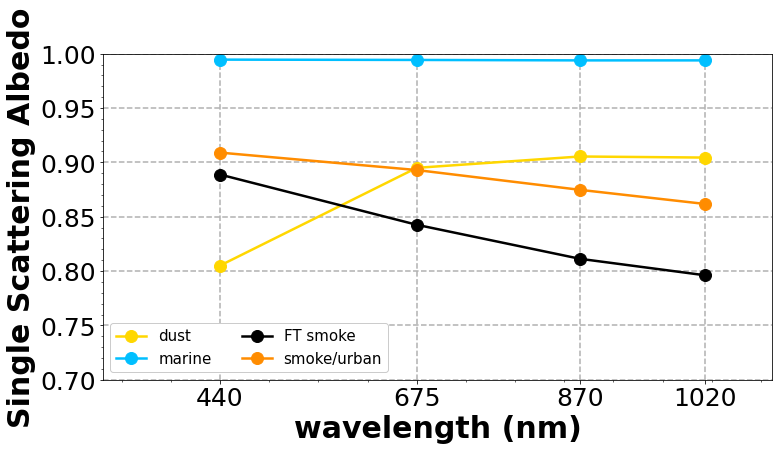 Single Scattering Albedo
1.00
0.95
0.90
0.85
0.80
0.75
0.70
dust
marine
FT smoke
smoke/urban
440 675 870 1020
wavelength (nm)